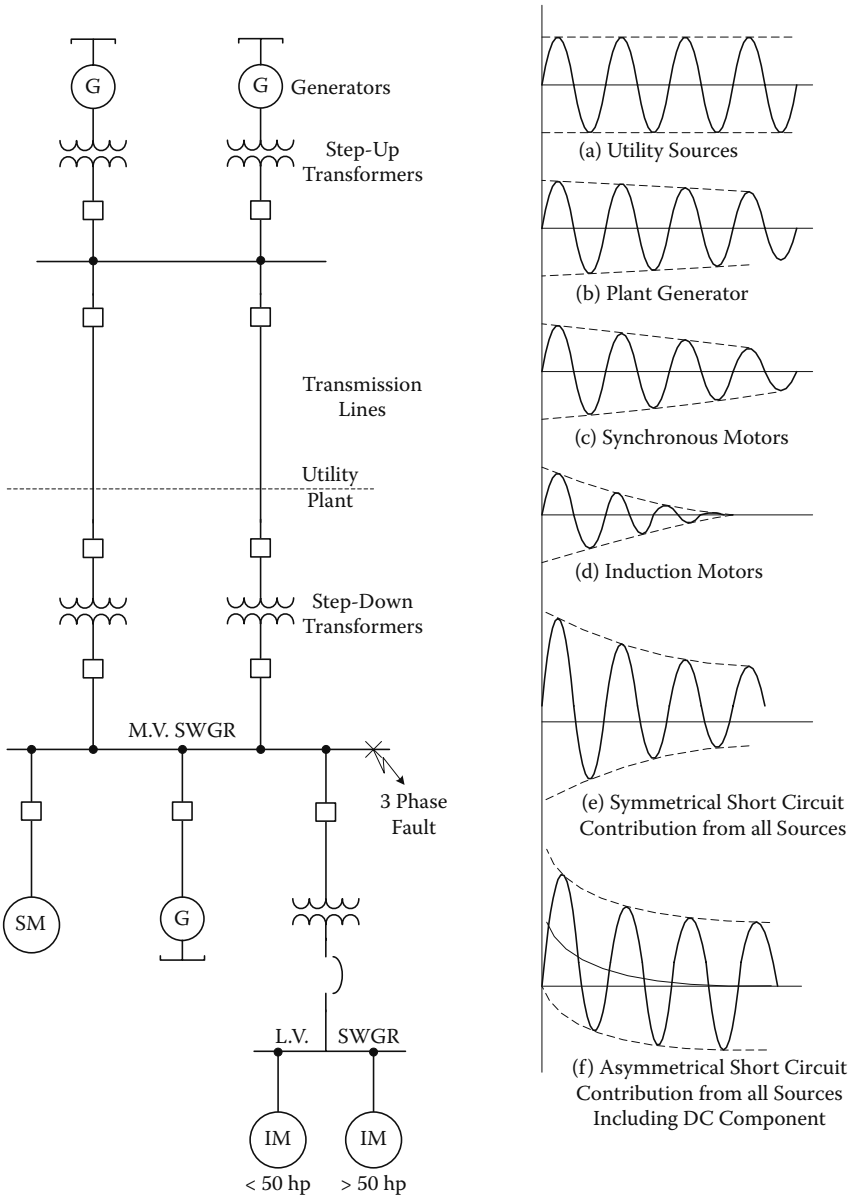 G
G
Generators
Step-Up
Transformers
Transmission
Lines
Utility
Plant
Step-Down
Transformers
M.V. SWGR
3 Phase
Fault
SM
G
L.V. SWGR
IM
IM
< 50 hp
> 50 hp
(a) Utility Sources
(b) Plant Generator
(c) Synchronous Motors
(d) Induction Motors
(e) Symmetrical Short Circuit
Contribution from all Sources
(f) Asymmetrical Short Circuit
Contribution from all Sources
Including DC Component